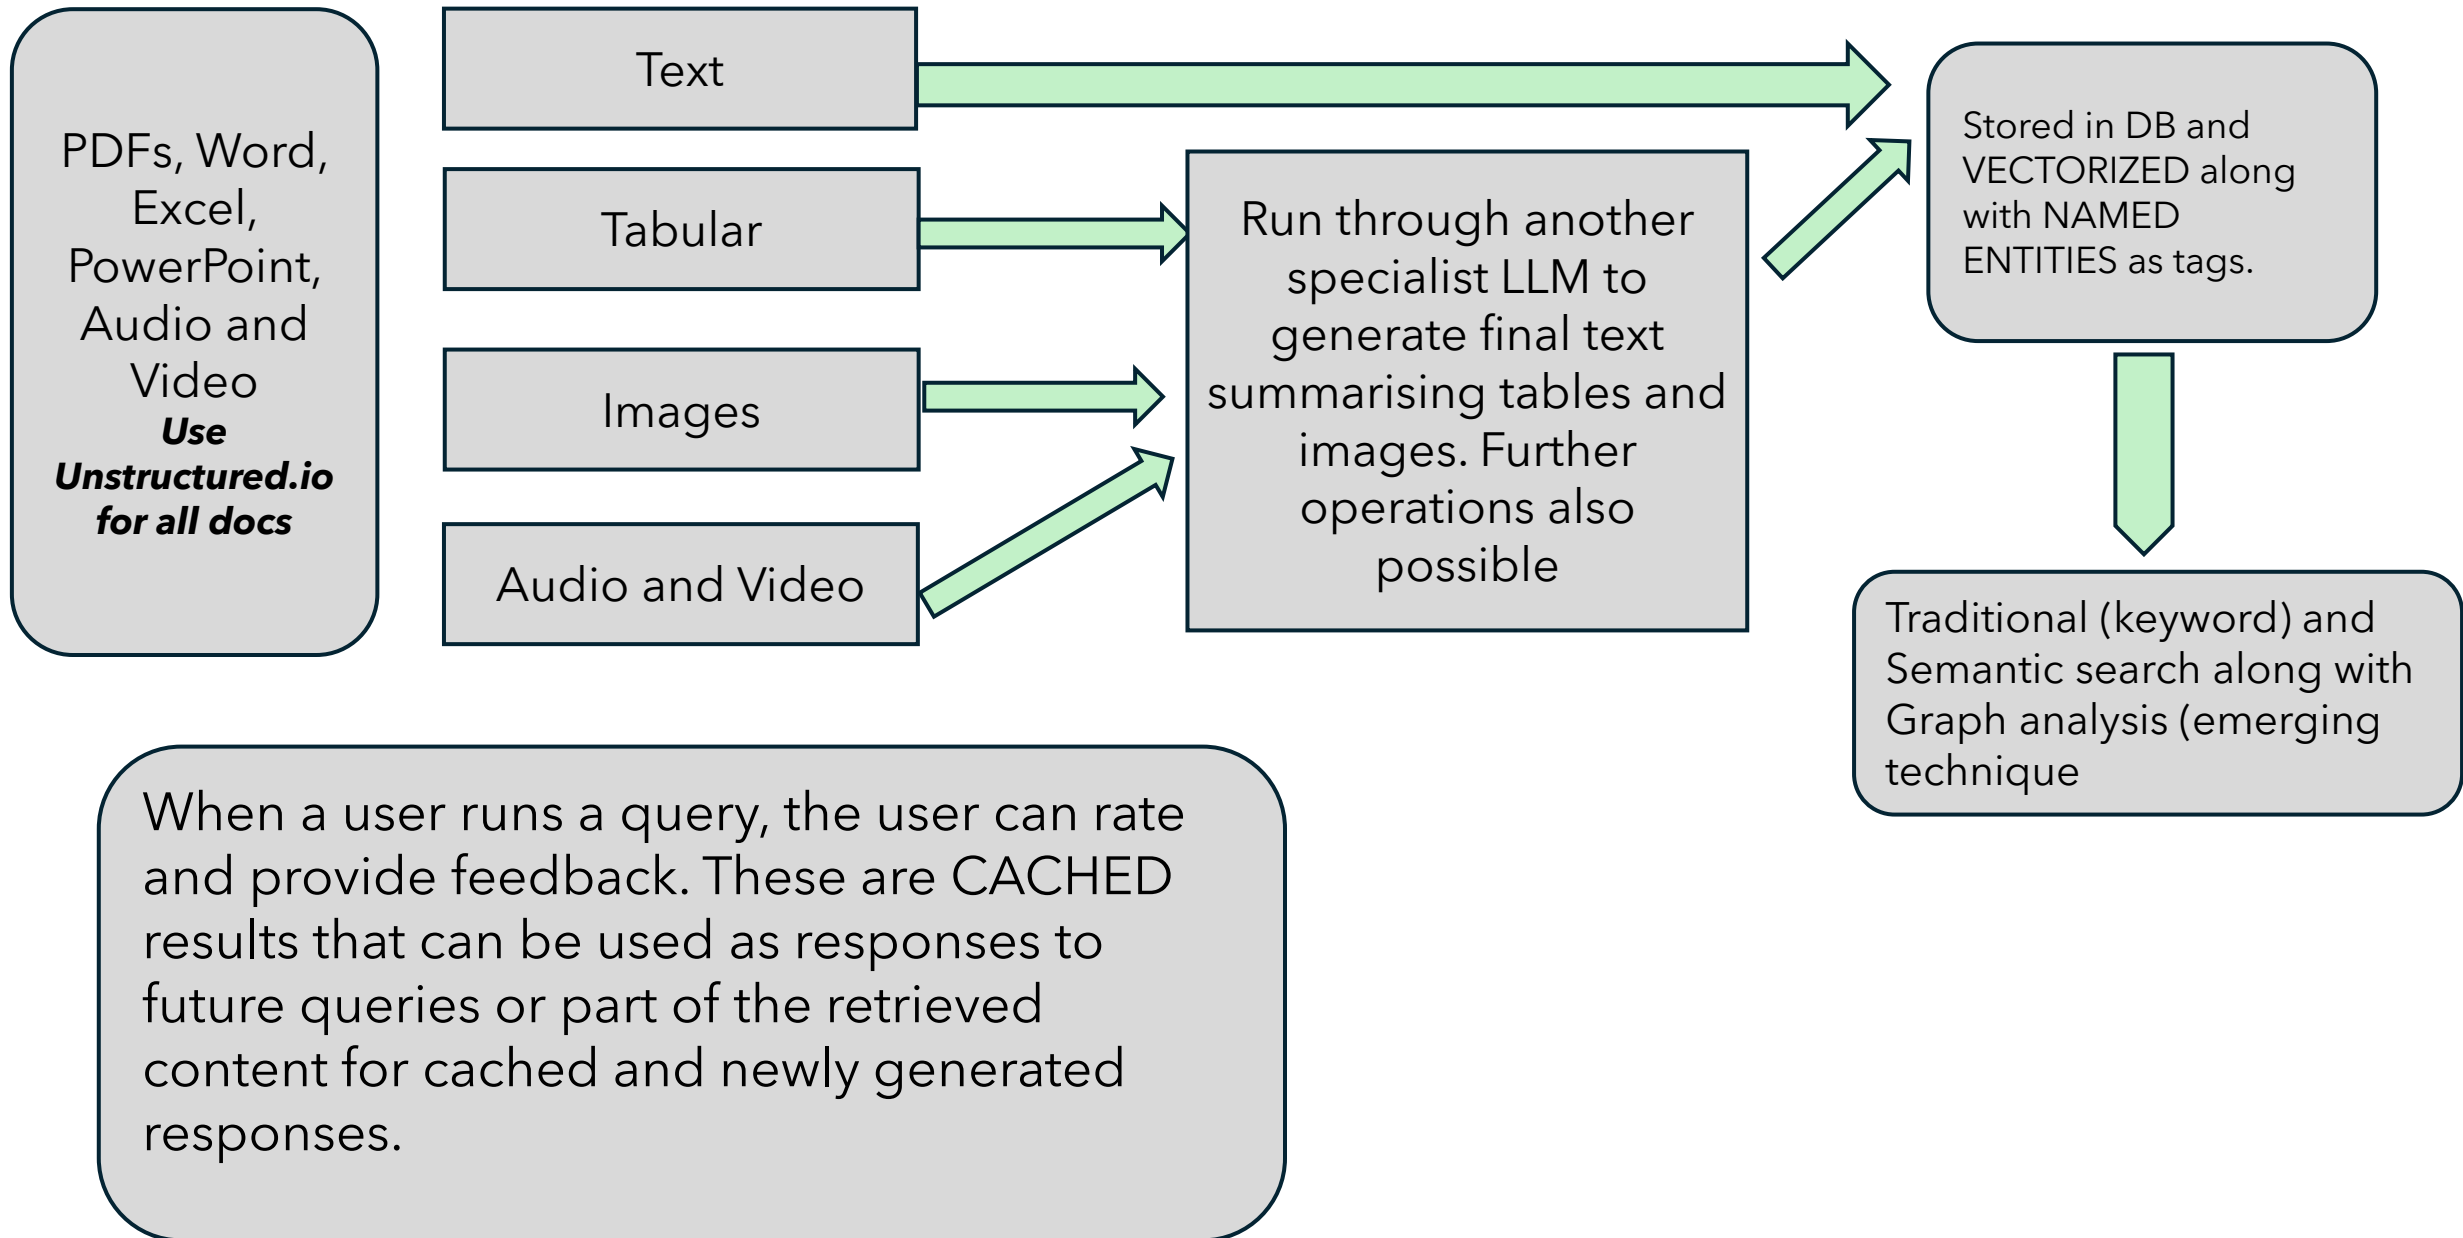 PDFs, Word,
Excel,
PowerPoint,
Audio and
Video
Use
Unstructured.io
for all docs
Text
Tabular
Images
Audio and Video
Run through another
specialist LLM to
generate final text
summarising tables and
images. Further
operations also
possible
Stored in DB and
VECTORIZED along
with NAMED
ENTITIES as tags.
Traditional (keyword) and
Semantic search along with
Graph analysis (emerging
technique
When a user runs a query, the user can rate
and provide feedback. These are CACHED
results that can be used as responses to
future queries or part of the retrieved
content for cached and newly generated
responses.